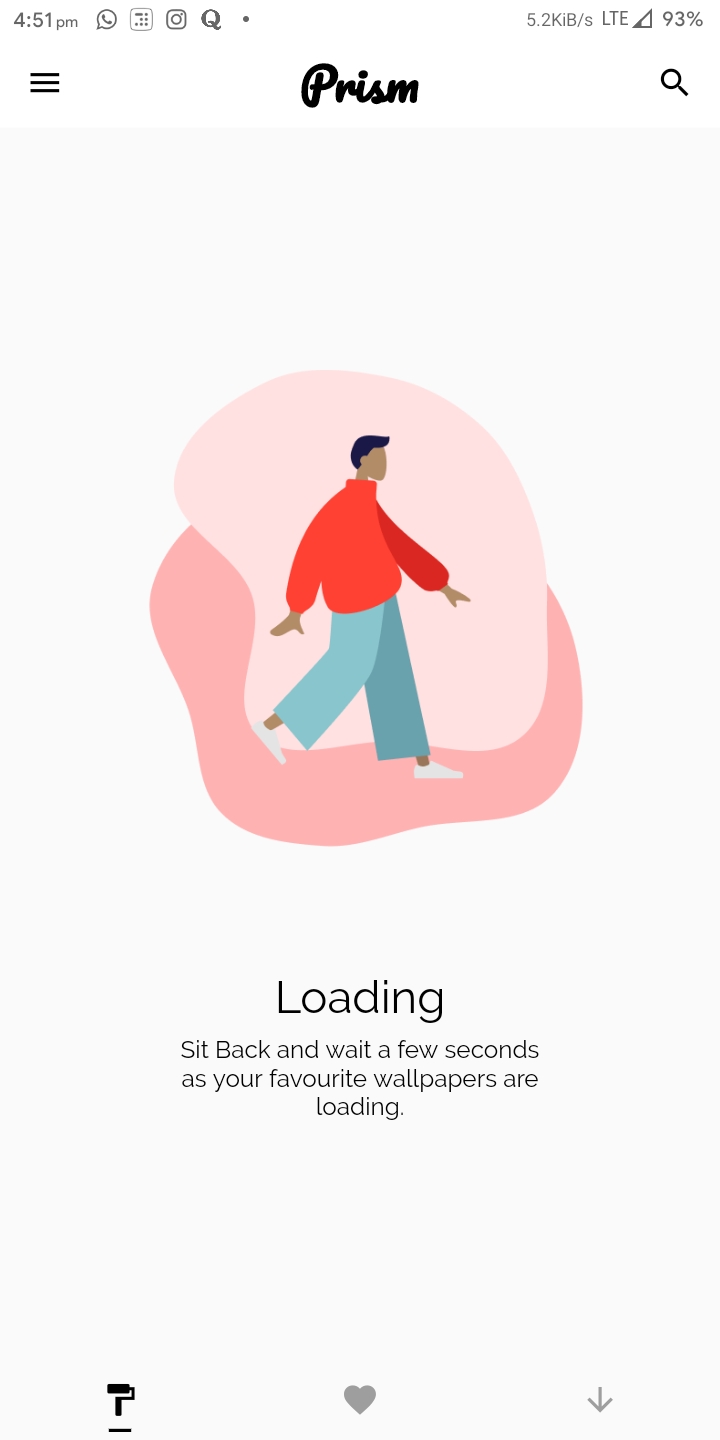 4:51 pm 5.2KiB/s LTE 93%
Prism
Loading
Sit Back and wait a few seconds
as your favourite wallpapers are
loading.